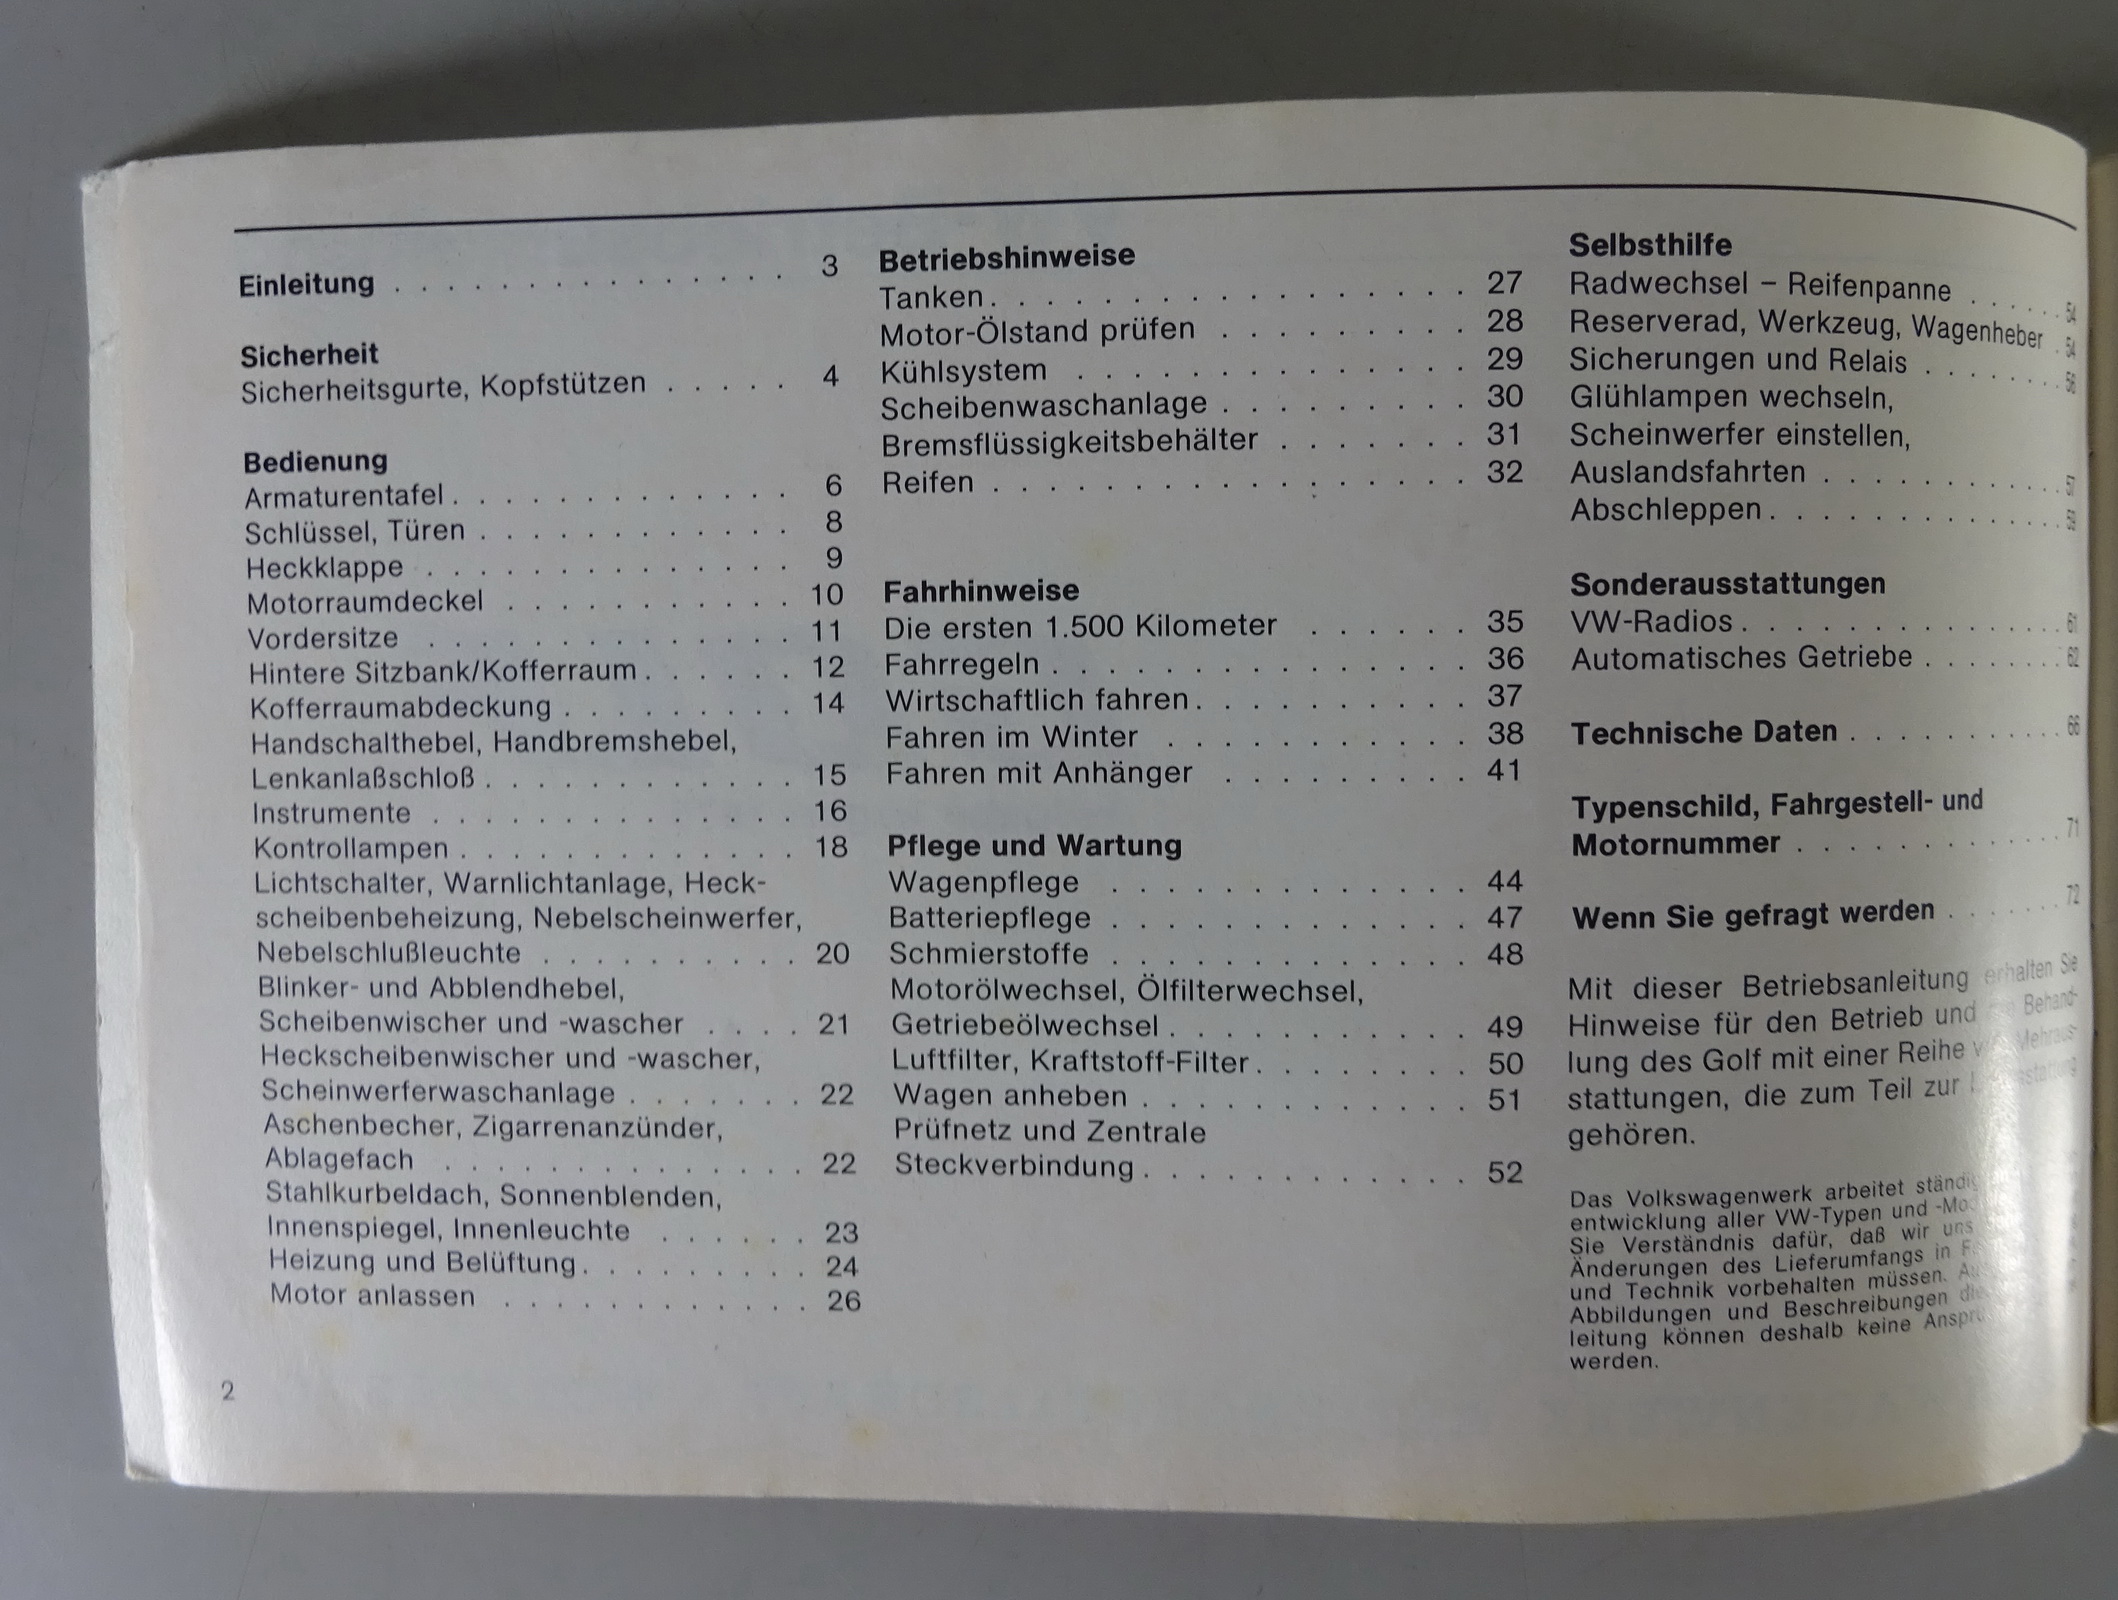 Einleitung . . . . . . . . . . . . . . . 3
Sicherheit
Sicherheitsgurte, Kopfstützen . . . . . 4
Bedienung
Armaturentafel . . . . . . . . . . . . . 6
Schlüssel, Türen . . . . . . . . . . . . 8
Heckklappe . . . . . . . . . . . . . . 9
Motorraumdeckel . . . . . . . . . . . 10
Vordersitze . . . . . . . . . . . . . . 11
Hintere Sitzbank/Kofferraum . . . . . . 12
Kofferraumabdeckung . . . . . . . . . 14
Handschalthebel, Handbremshebel,
Lenkanlaßschloß . . . . . . . . . . . . 15
Instrumente . . . . . . . . . . . . . . 16
Kontrollampen . . . . . . . . . . . . . 18
Lichtschalter, Warnlichtanlage, Heck-
scheibenbeheizung, Nebelscheinwerfer,
Nebelschlußleuchte . . . . . . . . . . 20
Blinker- und Abblendhebel,
Scheibenwischer und -wascher . . . . 21
Heckscheibenwischer und -wascher,
Scheinwerferwaschanlage . . . . . . . 22
Aschenbecher, Zigarrenanzünder,
Ablagefach . . . . . . . . . . . . . . 22
Stahlkurbeldach, Sonnenblenden,
Innenspiegel, Innenleuchte . . . . . . 23
Heizung und Belüftung . . . . . . . . . 24
Motor anlassen . . . . . . . . . . . . 26
2
Betriebshinweise
Tanken . . . . . . . . . . . . . . . . . 27
Motor-Ölstand prüfen . . . . . . . . . 28
Kühlsystem . . . . . . . . . . . . . . 29
Scheibenwaschanlage . . . . . . . . . 30
Bremsflüssigkeitsbehälter . . . . . . . 31
Reifen . . . . . . . . . . . . . . . . . 32
Fahrhinweise
Die ersten 1.500 Kilometer . . . . . . 35
Fahrregeln . . . . . . . . . . . . . . . 36
Wirtschaftlich fahren . . . . . . . . . . 37
Fahren im Winter . . . . . . . . . . . 38
Fahren mit Anhänger . . . . . . . . . 41
Pflege und Wartung
Wagenpflege . . . . . . . . . . . . . 44
Batteriepflege . . . . . . . . . . . . . 47
Schmierstoffe . . . . . . . . . . . . . 48
Motorölwechsel, Ölfilterwechsel,
Getriebeölwechsel . . . . . . . . . . . 49
Luftfilter, Kraftstoff-Filter . . . . . . . . 50
Wagen anheben . . . . . . . . . . . . 51
Prüfnetz und Zentrale
Steckverbindung . . . . . . . . . . . . 52
Selbsthilfe
Radwechsel – Reifenpanne . . . . . 54
Reserverad, Werkzeug, Wagenheber . 54
Sicherungen und Relais . . . . . . . . 56
Glühlampen wechseln,
Scheinwerfer einstellen,
Auslandsfahrten . . . . . . . . . . . 57
Abschleppen . . . . . . . . . . . . . 59
Sonderausstattungen
VW-Radios . . . . . . . . . . . . . . 61
Automatisches Getriebe . . . . . . . . 62
Technische Daten . . . . . . . . . . . 66
Typenschild, Fahrgestell- und
Motornummer . . . . . . . . . . . . 71
Wenn Sie gefragt werden . . . . . . . 72
Mit dieser Betriebsanleitung erhalten Sie
Hinweise für den Betrieb und Behand-
lung des Golf mit einer Reihe Mehraus-
stattungen, die zum Teil zur
gehören.
Das Volkswagenwerk arbeitet ständig
entwicklung aller VW-Typen und
Sie Verständnis dafür, daß wir uns
Änderungen des Lieferumfangs in
und Technik vorbehalten müssen.
Abbildungen und Beschreibungen
leitung können deshalb keine
werden.